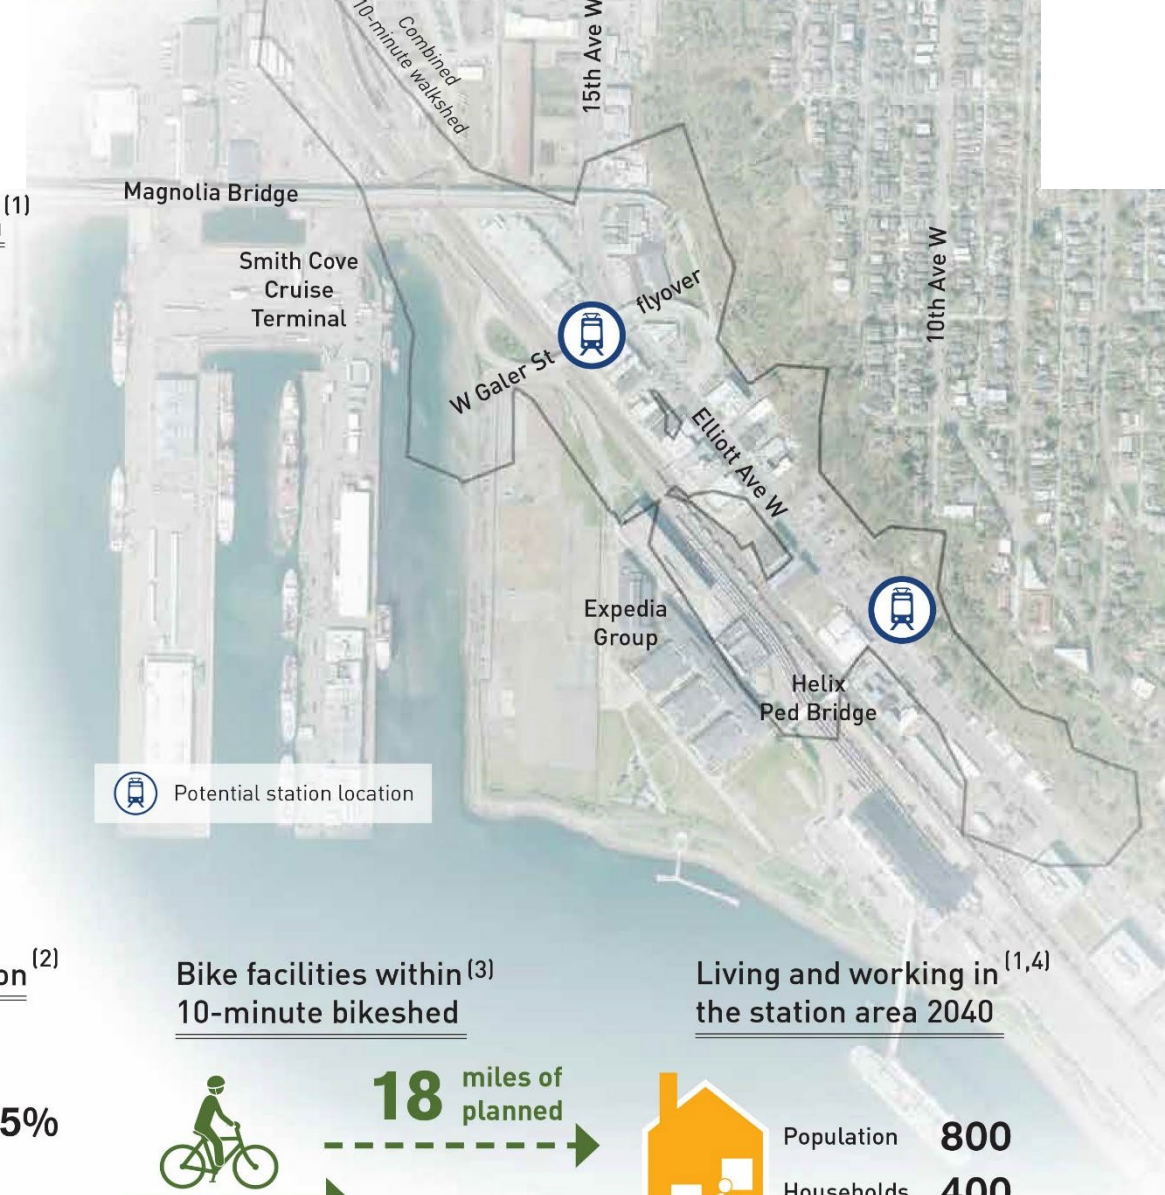 Combined
10-minute walkshed
15th Ave W
Magnolia Bridge
(1)
Smith Cove
Cruise
Terminal
10th Ave W
flyover
W Galer St
Elliott Ave W
Expedia
Group
Helix
Ped Bridge
Potential station location
on (2)
Bike facilities within (3)
10-minute bikeshed
Living and working in (1,4)
the station area 2040
18 miles of
planned
5%
Population 800
Households 400